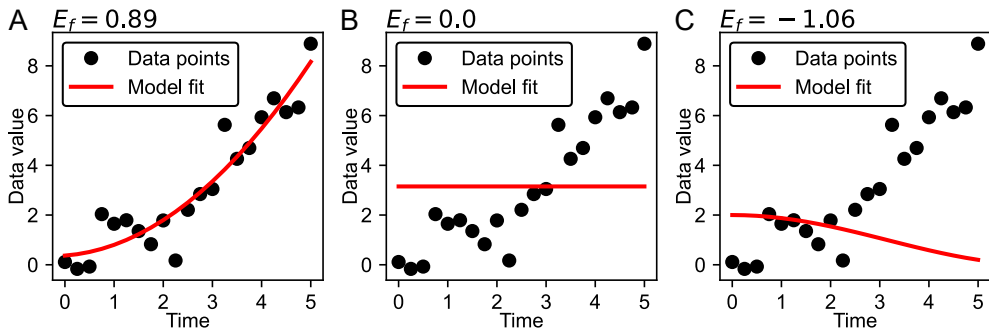 A
E_f = 0.89
Data points
Model fit
Data value
8
6
4
2
0
0 1 2 3 4 5
Time
B
E_f = 0.0
Data points
Model fit
Data value
8
6
4
2
0
0 1 2 3 4 5
Time
C
E_f = −1.06
Data points
Model fit
Data value
8
6
4
2
0
0 1 2 3 4 5
Time